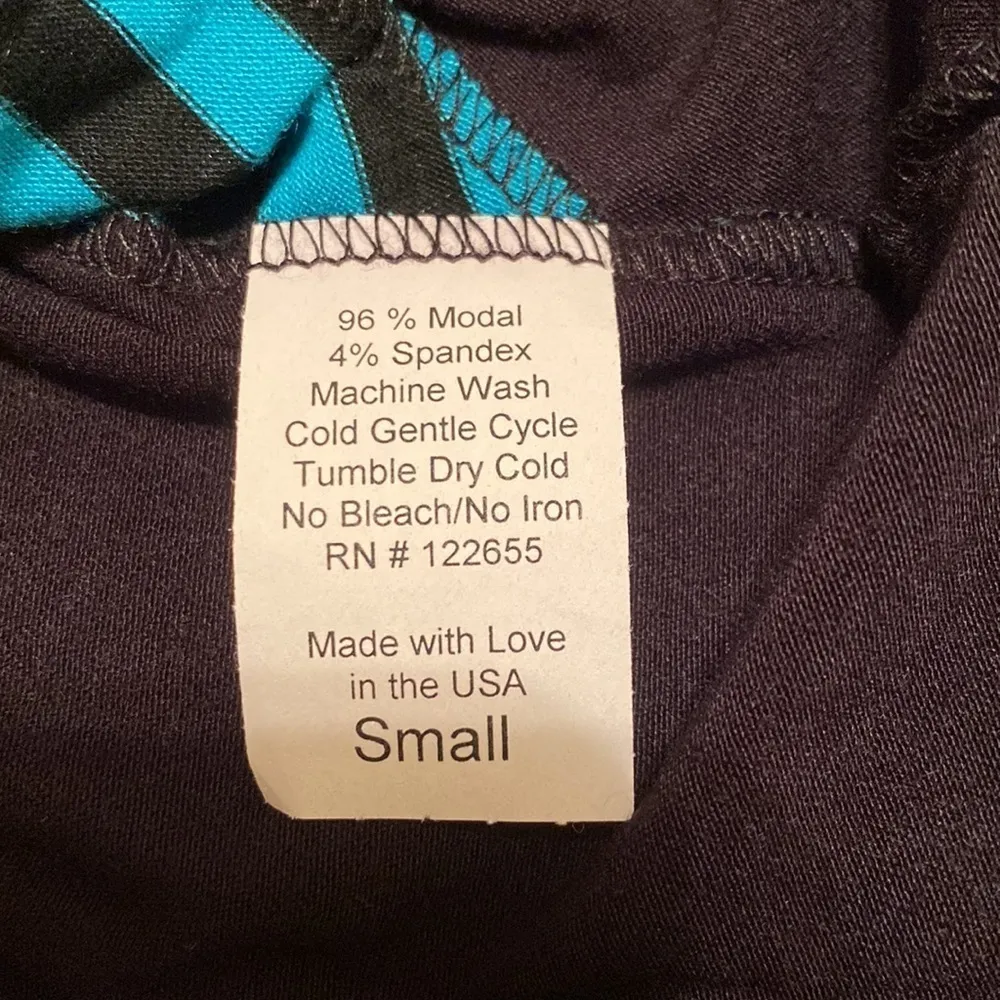 96 % Modal
4% Spandex
Machine Wash
Cold Gentle Cycle
Tumble Dry Cold
No Bleach/No Iron
RN # 122655
Made with Love
in the USA
Small